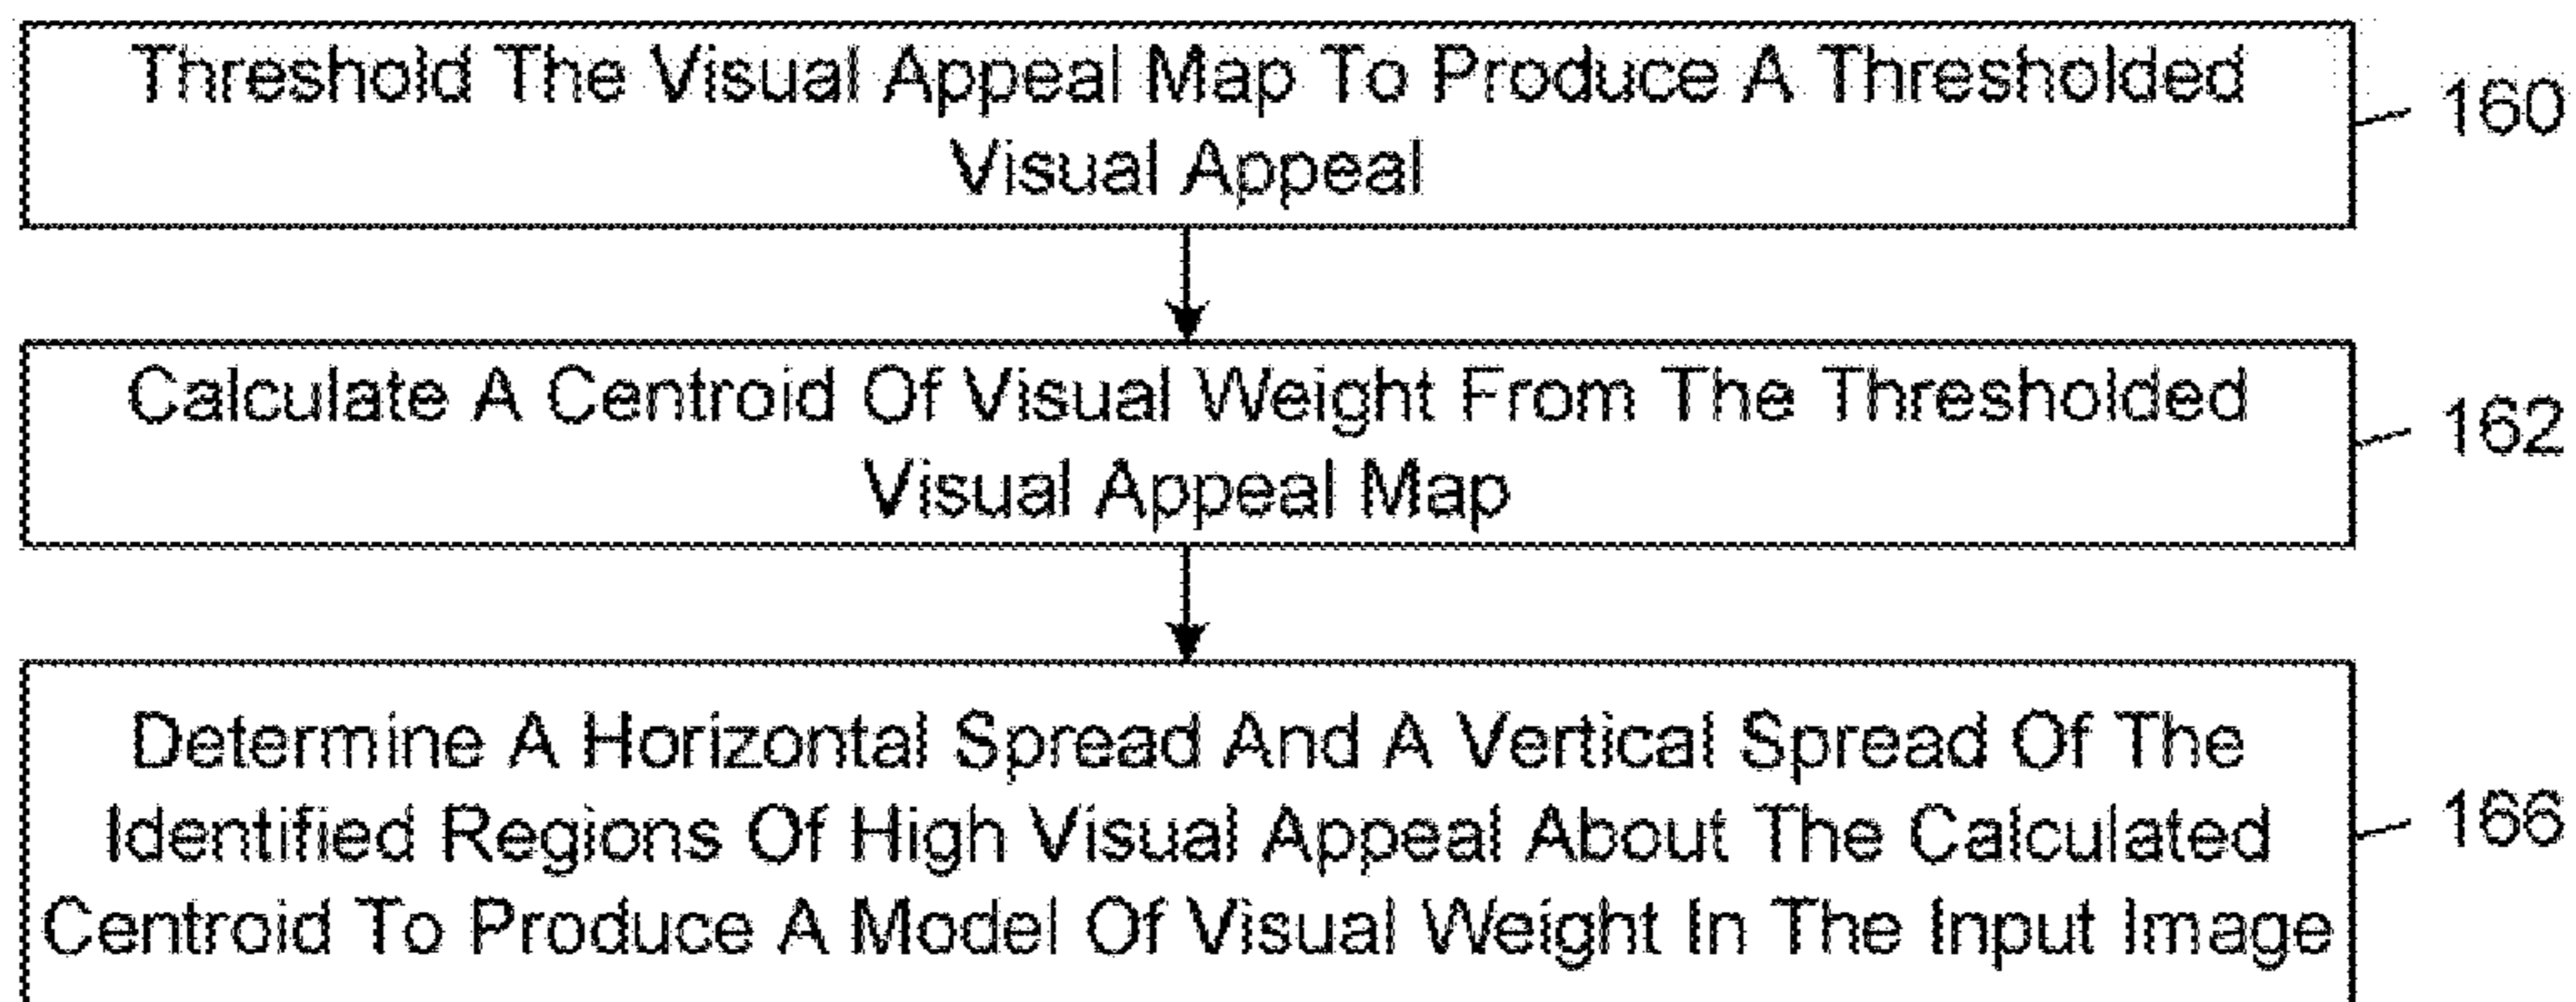 Threshold The Visual Appeal Map To Produce A Thresholded
Visual Appeal
160
Calculate A Centroid Of Visual Weight From The Thresholded
Visual Appeal Map
162
Determine A Horizontal Spread And A Vertical Spread Of The
Identified Regions Of High Visual Appeal About The Calculated
Centroid To Produce A Model Of Visual Weight In The Input Image
166